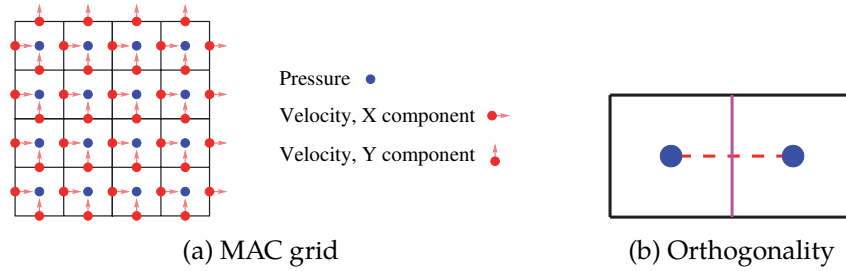 Pressure
Velocity, X component
Velocity, Y component
(a) MAC grid
(b) Orthogonality